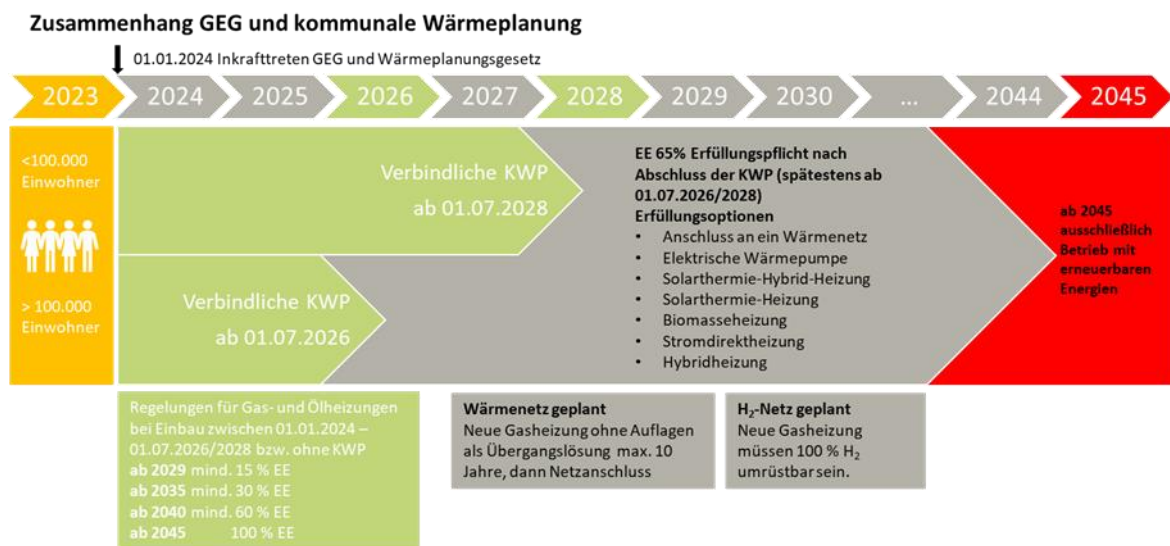 Zusammenhang GEG und kommunale Wärmeplanung
01.01.2024 Inkrafttreten GEG und Wärmeplanungsgesetz
2023 2024 2025 2026 2027 2028 2029 2030 ... 2044 2045
<100.000
Einwohner
> 100.000
Einwohner
Verbindliche KWP
ab 01.07.2028
Verbindliche KWP
ab 01.07.2026
EE 65% Erfüllungspflicht nach
Abschluss der KWP (spätestens ab
01.07.2026/2028)
Erfüllungsoptionen
• Anschluss an ein Wärmenetz
• Elektrische Wärmepumpe
• Solarthermie-Hybrid-Heizung
• Solarthermie-Heizung
• Biomasseheizung
• Stromdirektheizung
• Hybridheizung
ab 2045
ausschließlich
Betrieb mit
erneuerbaren
Energien
Regelungen für Gas- und Ölheizungen
bei Einbau zwischen 01.01.2024 –
01.07.2026/2028 bzw. ohne KWP
ab 2029 mind. 15 % EE
ab 2035 mind. 30 % EE
ab 2040 mind. 60 % EE
ab 2045 100 % EE
Wärmenetz geplant
Neue Gasheizung ohne Auflagen
als Übergangslösung max. 10
Jahre, dann Netzanschluss
H₂-Netz geplant
Neue Gasheizung
müssen 100 % H₂
umrüstbar sein.